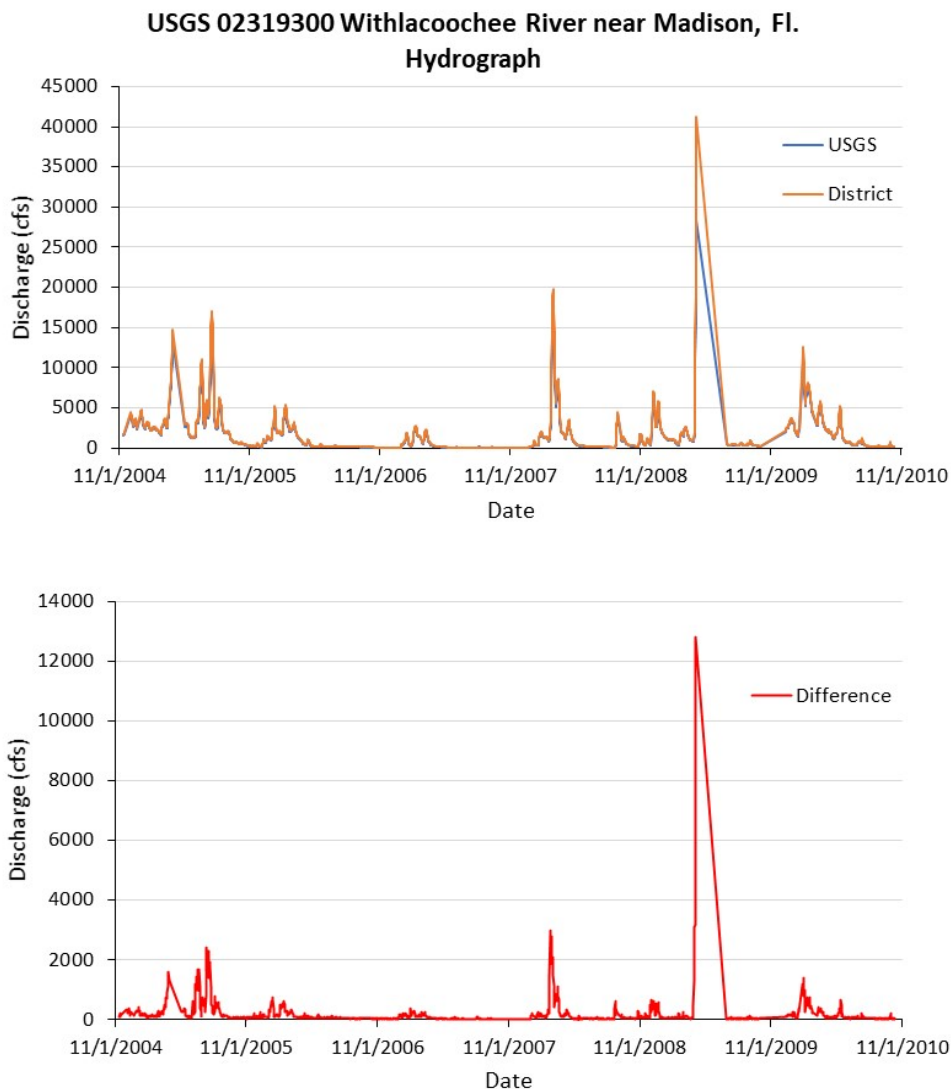 USGS 02319300 Withlacoochee River near Madison, Fl.
Hydrograph
45000
40000
35000
30000
25000
20000
15000
10000
5000
0
Discharge (cfs)
USGS
District
11/1/2004 11/1/2005 11/1/2006 11/1/2007 11/1/2008 11/1/2009 11/1/2010
Date
14000
12000
10000
8000
6000
4000
2000
0
Discharge (cfs)
Difference
11/1/2004 11/1/2005 11/1/2006 11/1/2007 11/1/2008 11/1/2009 11/1/2010
Date